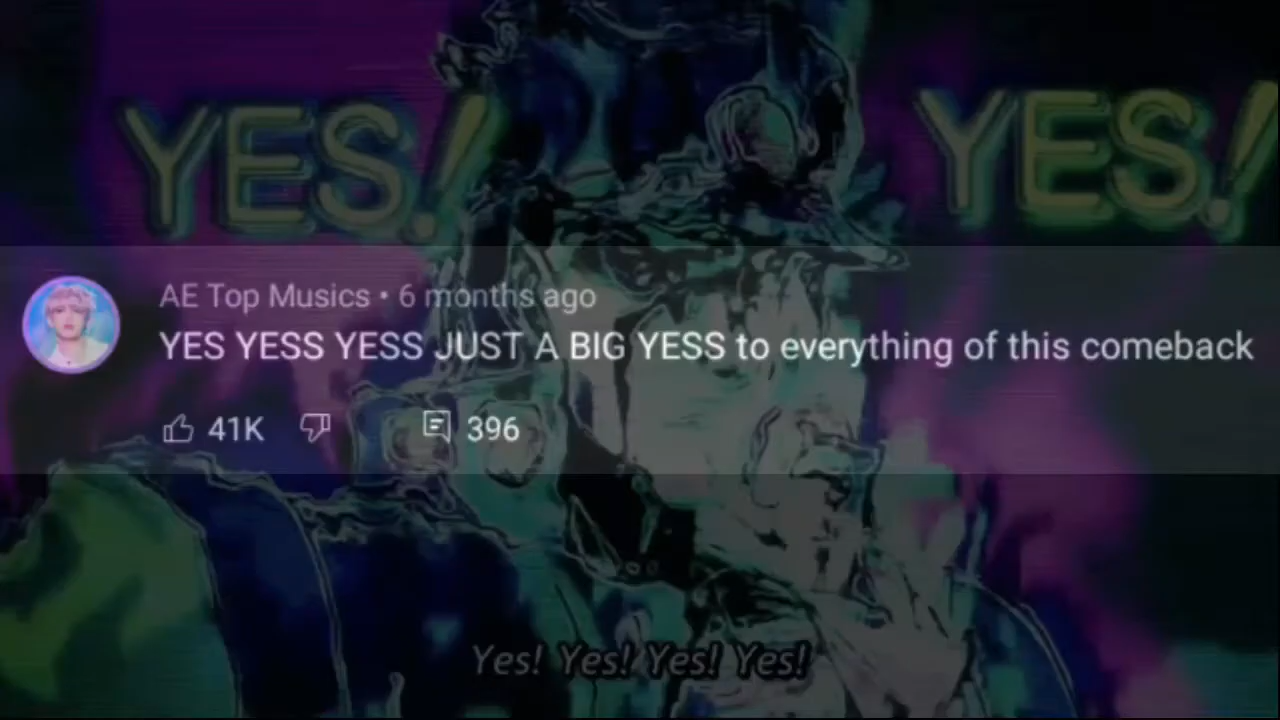 YES! YES!
AE Top Musics • 6 months ago
YES YESS YESS JUST A BIG YESS to everything of this comeback
41K 396
Yes! Yes! Yes! Yes!